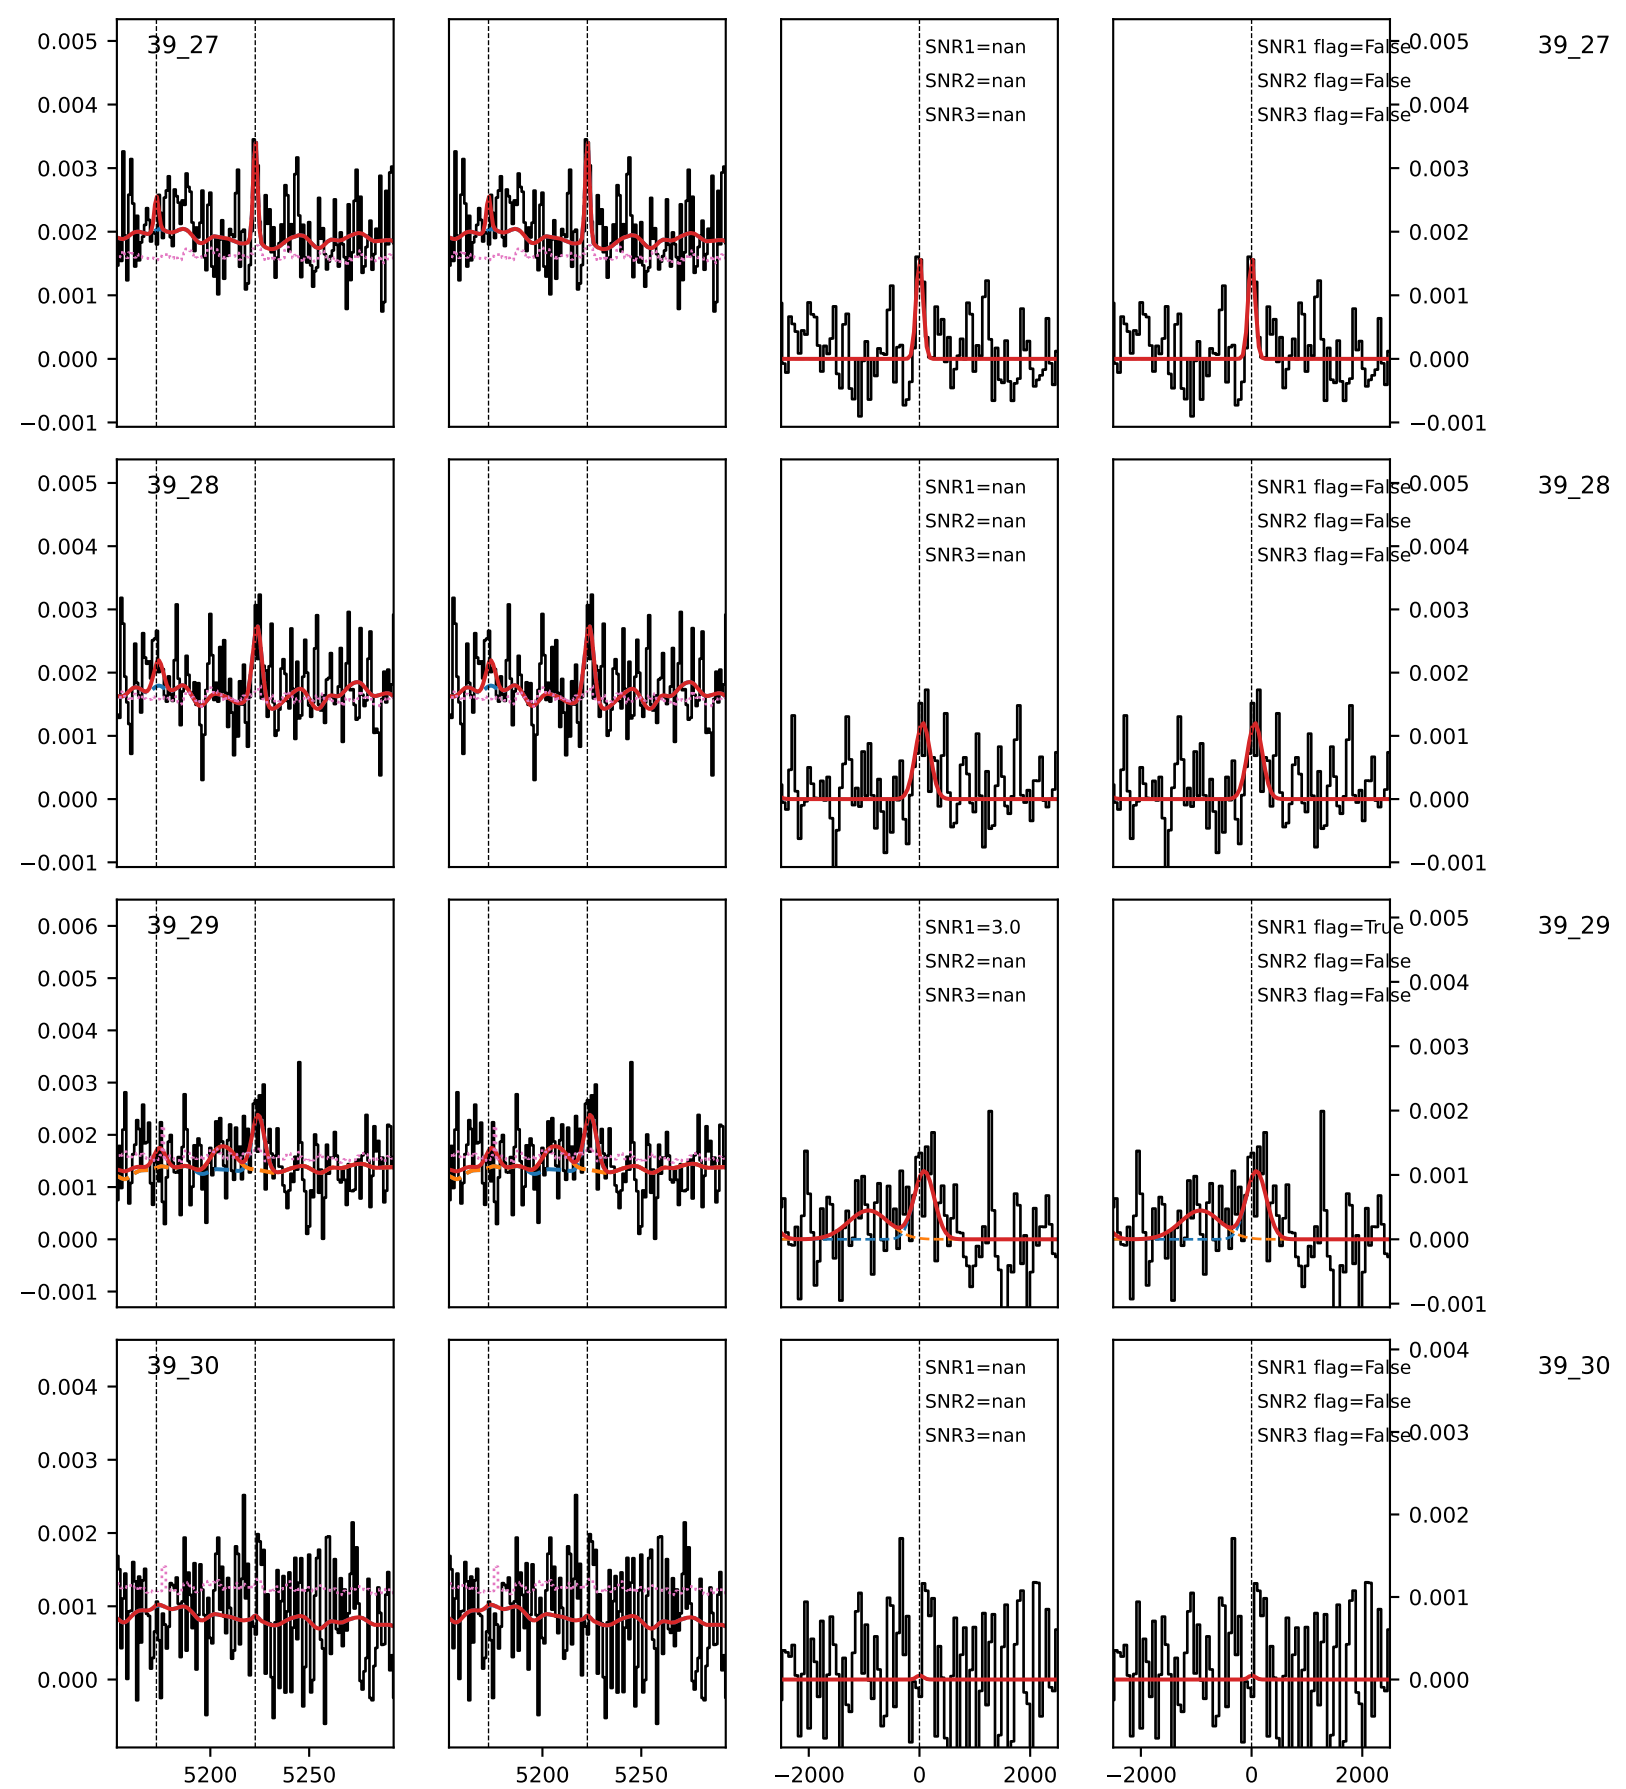 0.005
0.004
0.003
0.002
0.001
0.000
−0.001
39_27
SNR1=nan
SNR2=nan
SNR3=nan
SNR1 flag=False
SNR2 flag=False
SNR3 flag=False
0.005
0.004
0.003
0.002
0.001
0.000
−0.001
39_27
0.005
0.004
0.003
0.002
0.001
0.000
−0.001
39_28
SNR1=nan
SNR2=nan
SNR3=nan
SNR1 flag=False
SNR2 flag=False
SNR3 flag=False
0.005
0.004
0.003
0.002
0.001
0.000
−0.001
39_28
0.006
0.005
0.004
0.003
0.002
0.001
0.000
−0.001
39_29
SNR1=3.0
SNR2=nan
SNR3=nan
SNR1 flag=True
SNR2 flag=False
SNR3 flag=False
0.005
0.004
0.003
0.002
0.001
0.000
−0.001
39_29
0.004
0.003
0.002
0.001
0.000
39_30
SNR1=nan
SNR2=nan
SNR3=nan
SNR1 flag=False
SNR2 flag=False
SNR3 flag=False
0.004
0.003
0.002
0.001
0.000
39_30
5200 5250
5200 5250
−2000 0 2000
−2000 0 2000